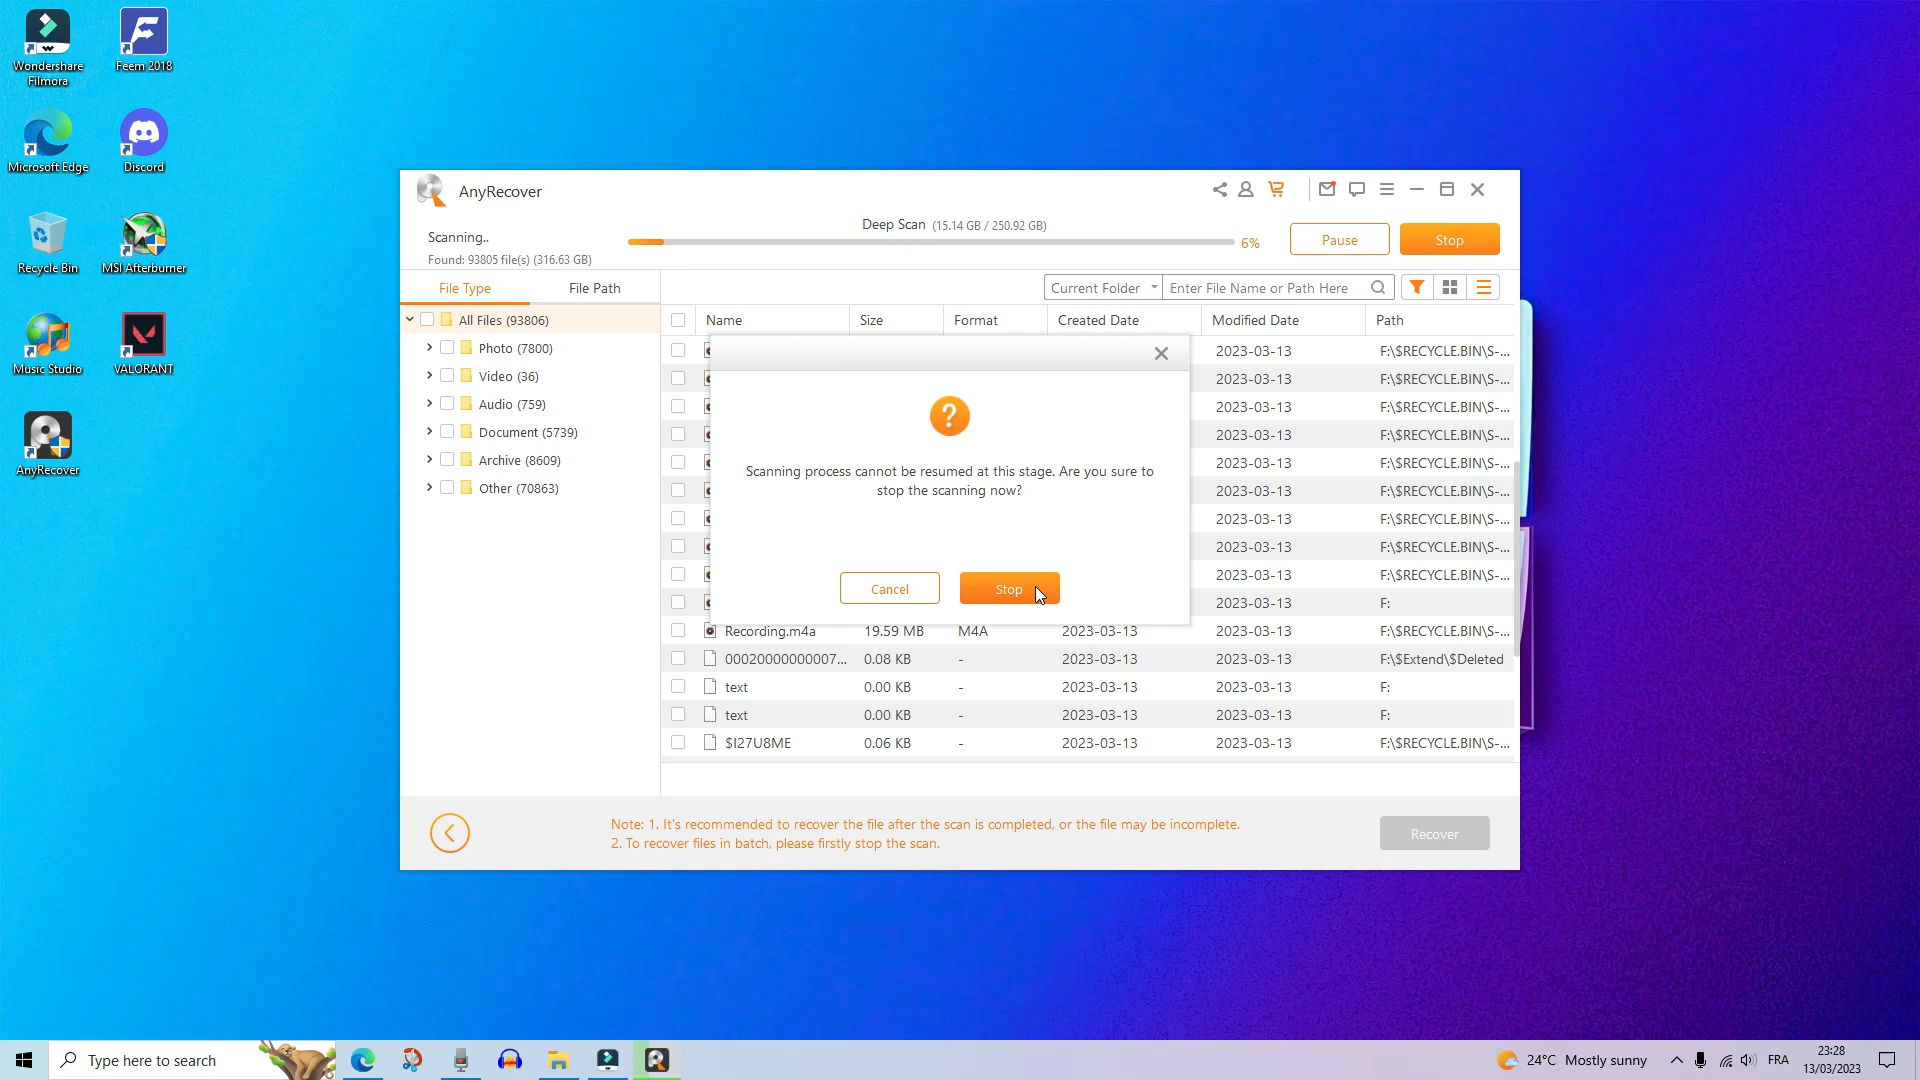 Wondershare
Filmora
Feem 2018
Microsoft Edge
Discord
Recycle Bin
MSI Afterburner
Music Studio
VALORANT
AnyRecover
AnyRecover
Scanning..
Found: 93805 file(s) (316.63 GB)
Deep Scan (15.14 GB / 250.92 GB)
6%
Pause
Stop
File Type
File Path
Current Folder
Enter File Name or Path Here
All Files (93806)
Photo (7800)
Video (36)
Audio (759)
Document (5739)
Archive (8609)
Other (70863)
Name Size Format Created Date Modified Date Path
2023-03-13 F:\$RECYCLE.BIN\S-...
2023-03-13 F:\$RECYCLE.BIN\S-...
2023-03-13 F:\$RECYCLE.BIN\S-...
2023-03-13 F:\$RECYCLE.BIN\S-...
2023-03-13 F:\$RECYCLE.BIN\S-...
2023-03-13 F:\$RECYCLE.BIN\S-...
2023-03-13 F:\$RECYCLE.BIN\S-...
2023-03-13 F:\$RECYCLE.BIN\S-...
2023-03-13 F:\$RECYCLE.BIN\S-...
2023-03-13 F:
Recording.m4a 19.59 MB M4A 2023-03-13 2023-03-13 F:\$RECYCLE.BIN\S-...
00020000000007... 0.08 KB - 2023-03-13 2023-03-13 F:\$Extend\$Deleted
text 0.00 KB - 2023-03-13 2023-03-13 F:
text 0.00 KB - 2023-03-13 2023-03-13 F:
$I27U8ME 0.06 KB - 2023-03-13 2023-03-13 F:\$RECYCLE.BIN\S-...
?
Scanning process cannot be resumed at this stage. Are you sure to
stop the scanning now?
Cancel
Stop
Note: 1. It's recommended to recover the file after the scan is completed, or the file may be incomplete.
2. To recover files in batch, please firstly stop the scan.
Recover
Type here to search
24°C Mostly sunny
FRA
23:28
13/03/2023